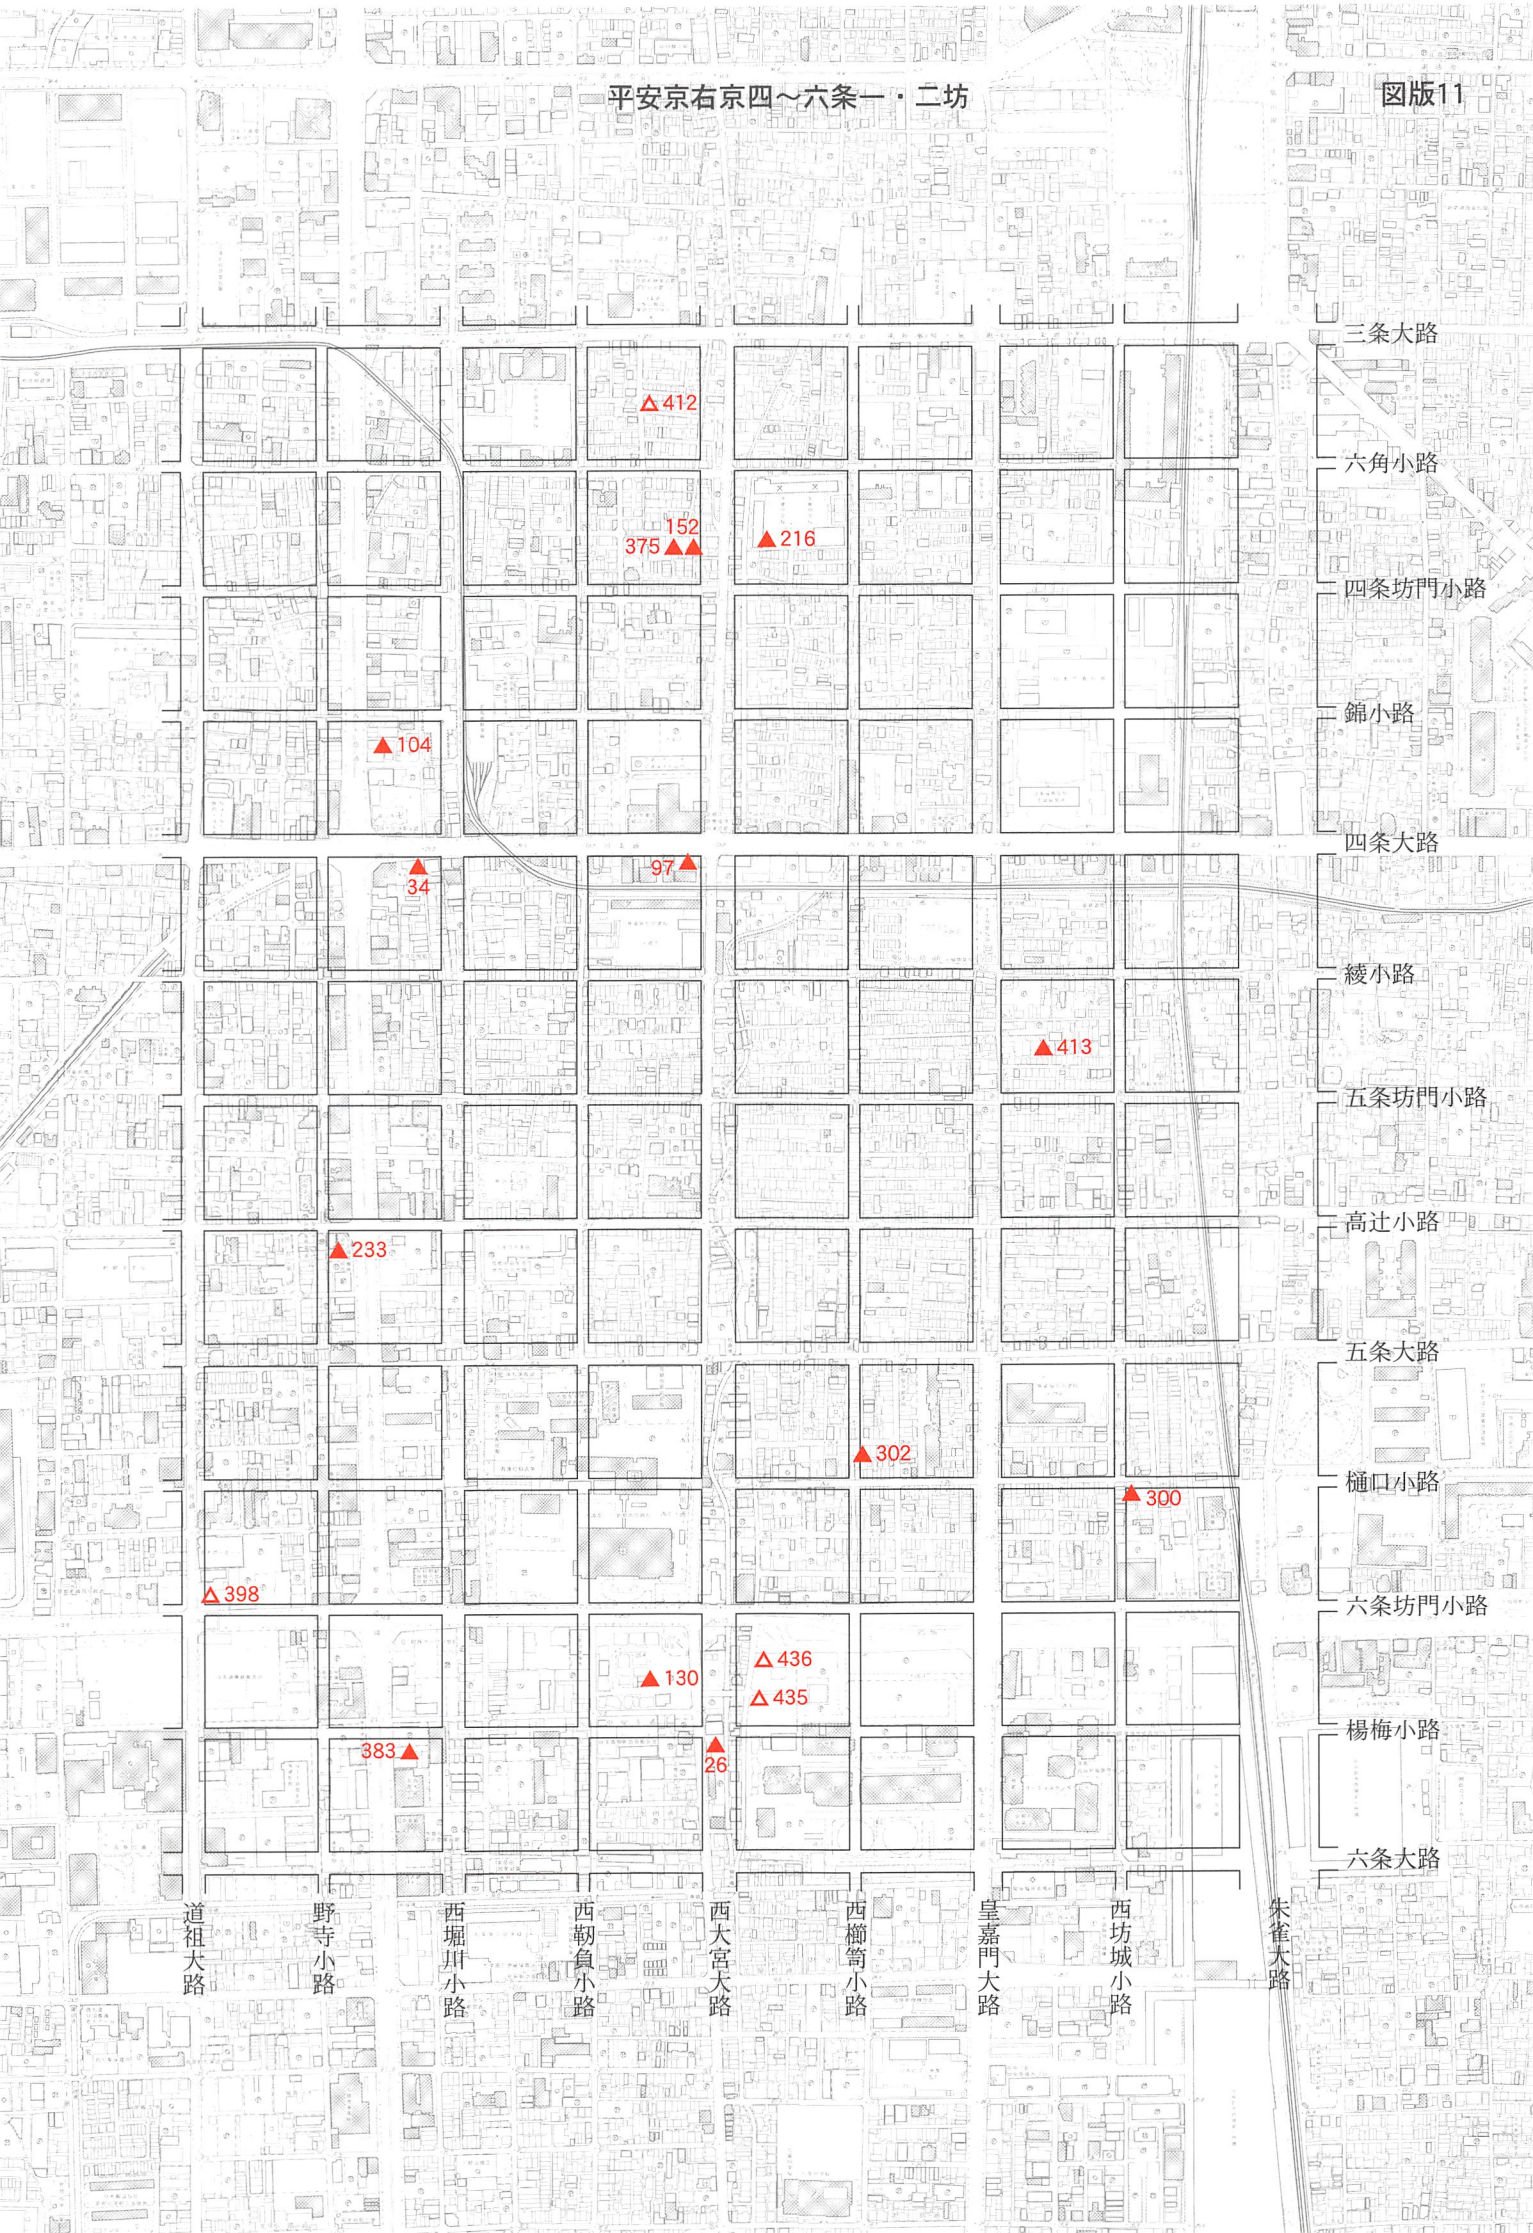 平安京右京四～六条一・二坊
図版11
三条大路
412
六角小路
152
375
216
四条坊門小路
錦小路
104
四条大路
34
97
綾小路
413
五条坊門小路
高辻小路
233
五条大路
302
樋口小路
300
398
六条坊門小路
436
130
435
楊梅小路
383
26
六条大路
道祖大路
野寺小路
西堀川小路
西靱負小路
西大宮大路
西櫛笥小路
皇嘉門大路
西坊城小路
朱雀大路